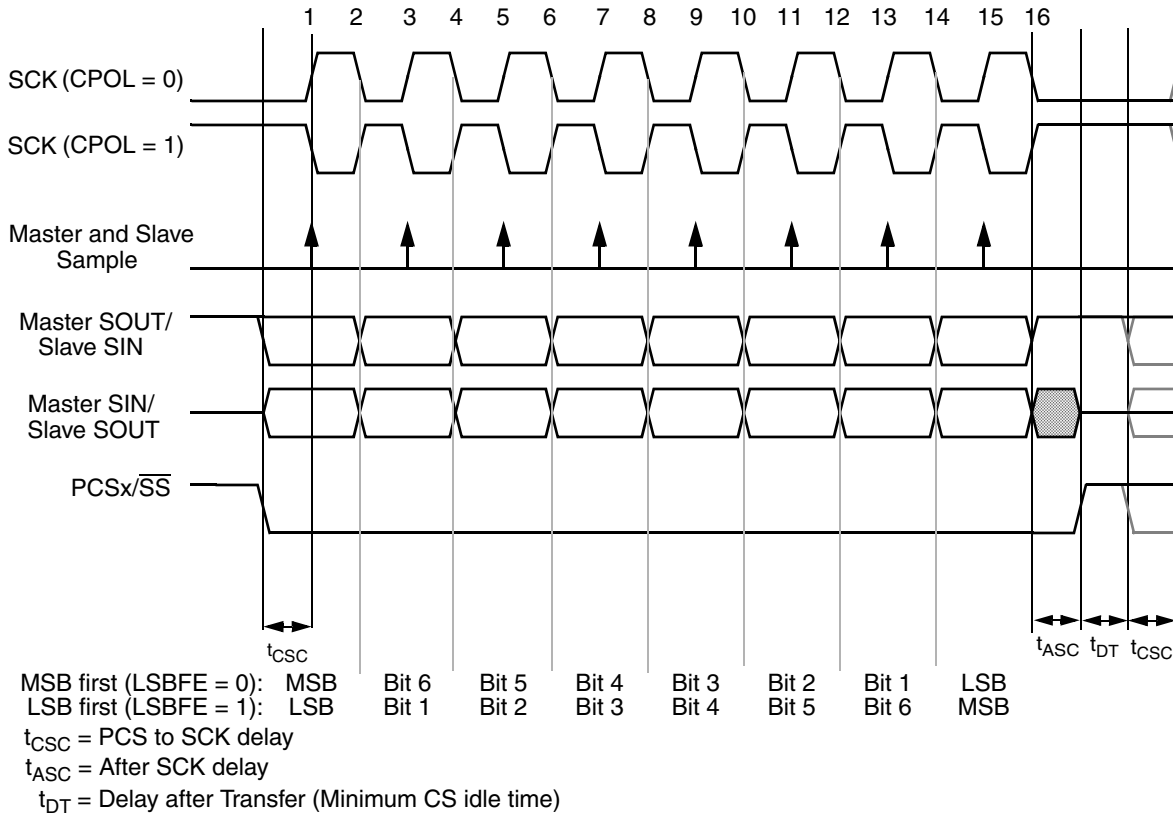 1 2 3 4 5 6 7 8 9 10 11 12 13 14 15 16
SCK (CPOL = 0)
SCK (CPOL = 1)
Master and Slave
Sample
Master SOUT/
Slave SIN
Master SIN/
Slave SOUT
PCSx/SS
tCSC tASC tDT tCSC
MSB first (LSBFE = 0): MSB Bit 6 Bit 5 Bit 4 Bit 3 Bit 2 Bit 1 LSB
LSB first (LSBFE = 1): LSB Bit 1 Bit 2 Bit 3 Bit 4 Bit 5 Bit 6 MSB
tCSC = PCS to SCK delay
tASC = After SCK delay
tDT = Delay after Transfer (Minimum CS idle time)